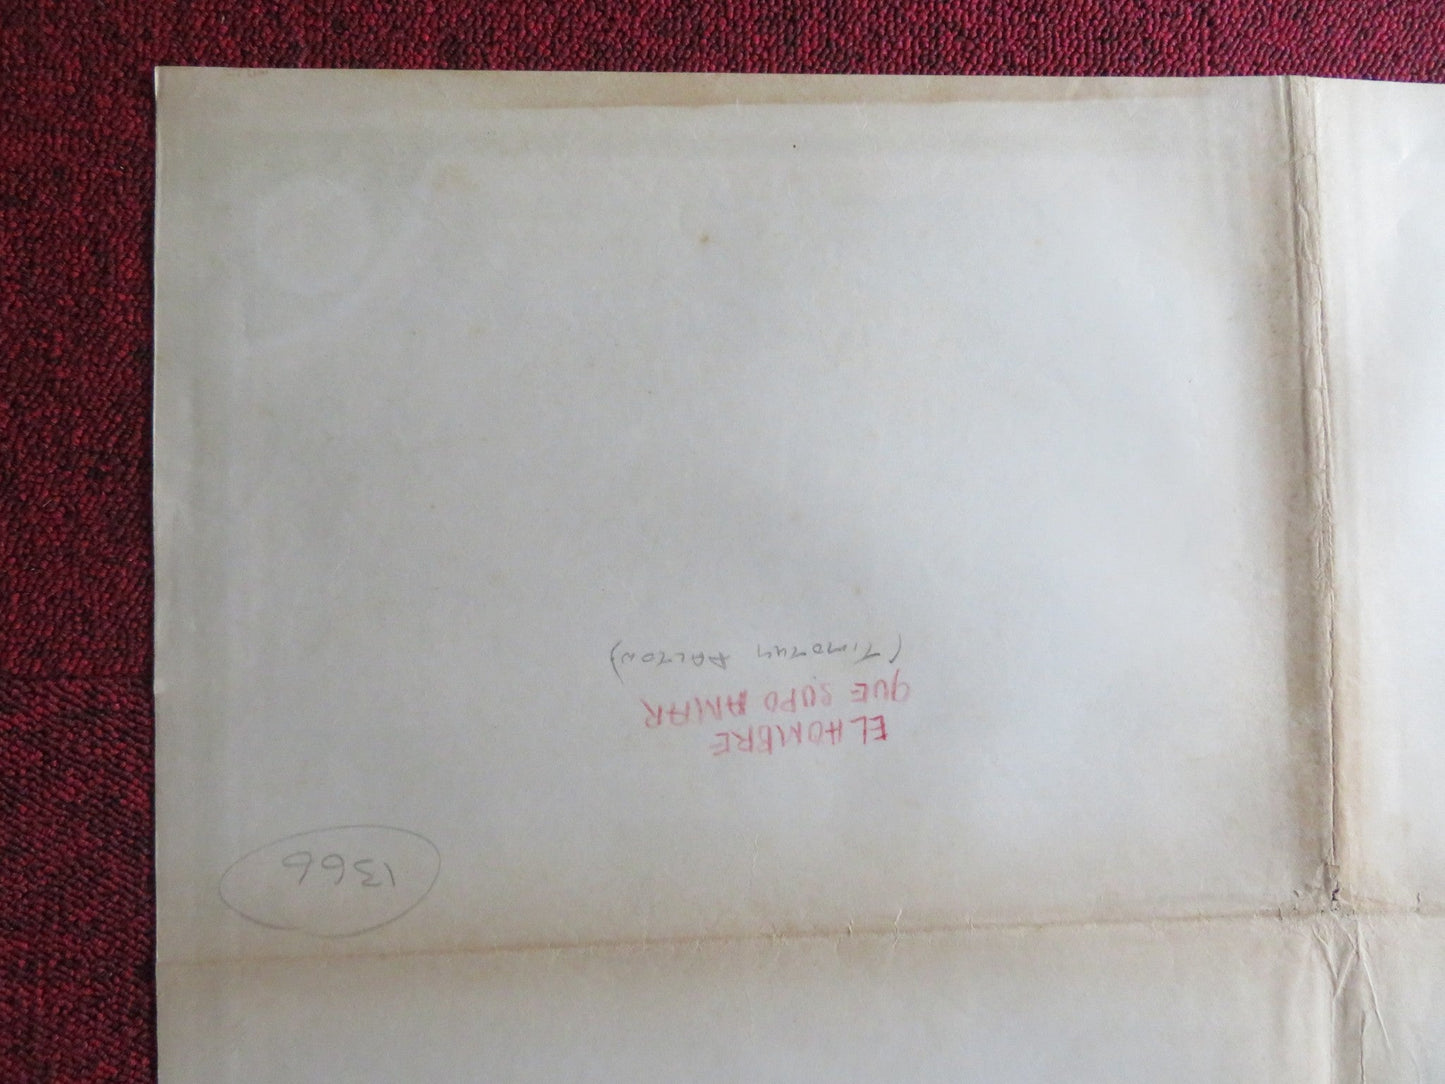 EL HOMBRE
QUE SUPO AMAR
(TIMOTHY DALTON)
1366